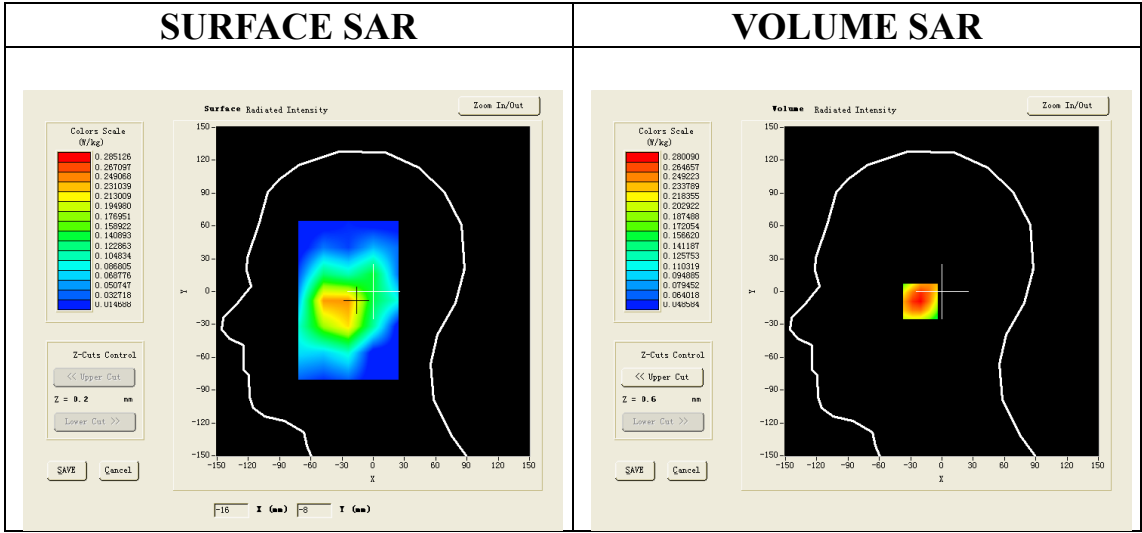 SURFACE SAR
VOLUME SAR
Surface Radiated Intensity
Zoom In/Out
Colors Scale
(W/kg)
0.285126
0.267097
0.249068
0.231039
0.213009
0.194980
0.176951
0.158922
0.140893
0.122863
0.104834
0.086805
0.068776
0.050747
0.032718
0.014688
150
120
90
60
30
0
-30
-60
-90
-120
-150
Y
-150 -120 -90 -60 -30 0 30 60 90 120 150
X
Z-Cuts Control
<< Upper Cut
Z = 0.2 mm
Lower Cut >>
SAVE Cancel
-16 X (mm) -8 Y (mm)
Volume Radiated Intensity
Zoom In/Out
Colors Scale
(W/kg)
0.280090
0.264657
0.249223
0.233789
0.218355
0.202922
0.187488
0.172054
0.156620
0.141187
0.125753
0.110319
0.094885
0.079452
0.064018
0.048584
150
120
90
60
30
0
-30
-60
-90
-120
-150
Y
-150 -120 -90 -60 -30 0 30 60 90 120 150
X
Z-Cuts Control
<< Upper Cut
Z = 0.6 mm
Lower Cut >>
SAVE Cancel